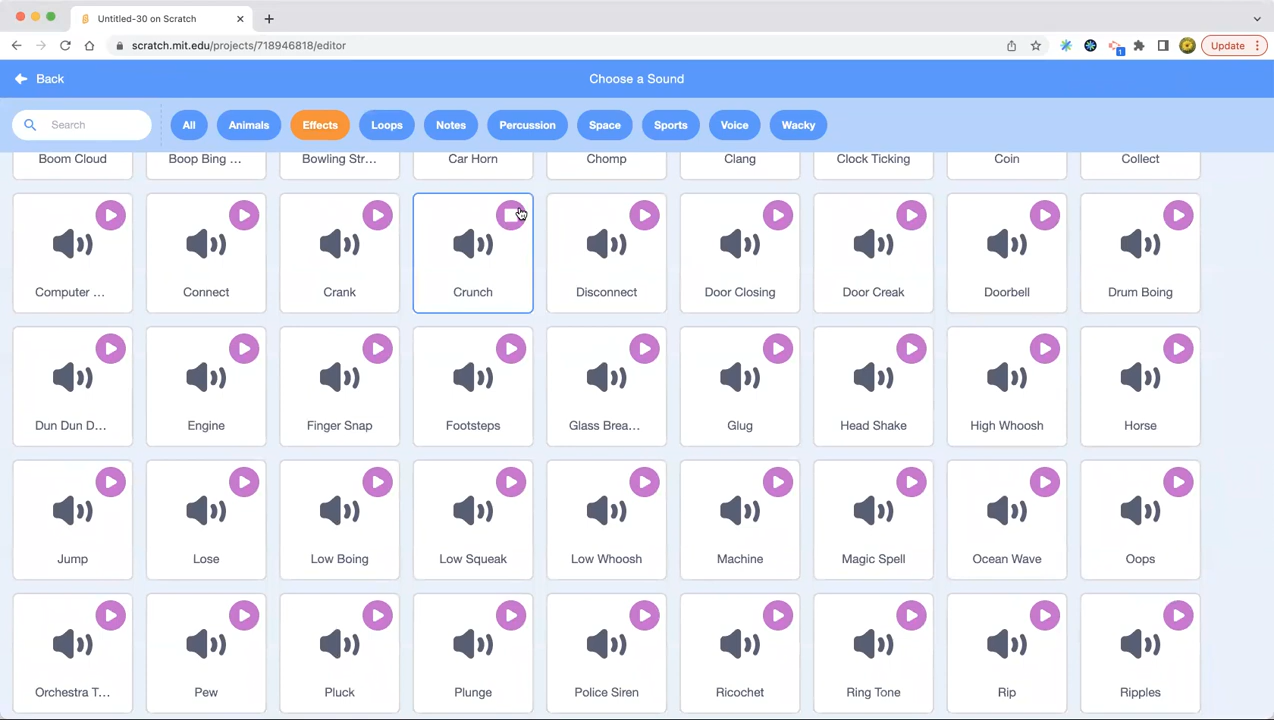 Untitled-30 on Scratch
scratch.mit.edu/projects/718946818/editor
1
Update
Back
Choose a Sound
Search
All
Animals
Effects
Loops
Notes
Percussion
Space
Sports
Voice
Wacky
Boom Cloud
Boop Bing ...
Bowling Str...
Car Horn
Chomp
Clang
Clock Ticking
Coin
Collect
Computer ...
Connect
Crank
Crunch
Disconnect
Door Closing
Door Creak
Doorbell
Drum Boing
Dun Dun D...
Engine
Finger Snap
Footsteps
Glass Brea...
Glug
Head Shake
High Whoosh
Horse
Jump
Lose
Low Boing
Low Squeak
Low Whoosh
Machine
Magic Spell
Ocean Wave
Oops
Orchestra T...
Pew
Pluck
Plunge
Police Siren
Ricochet
Ring Tone
Rip
Ripples